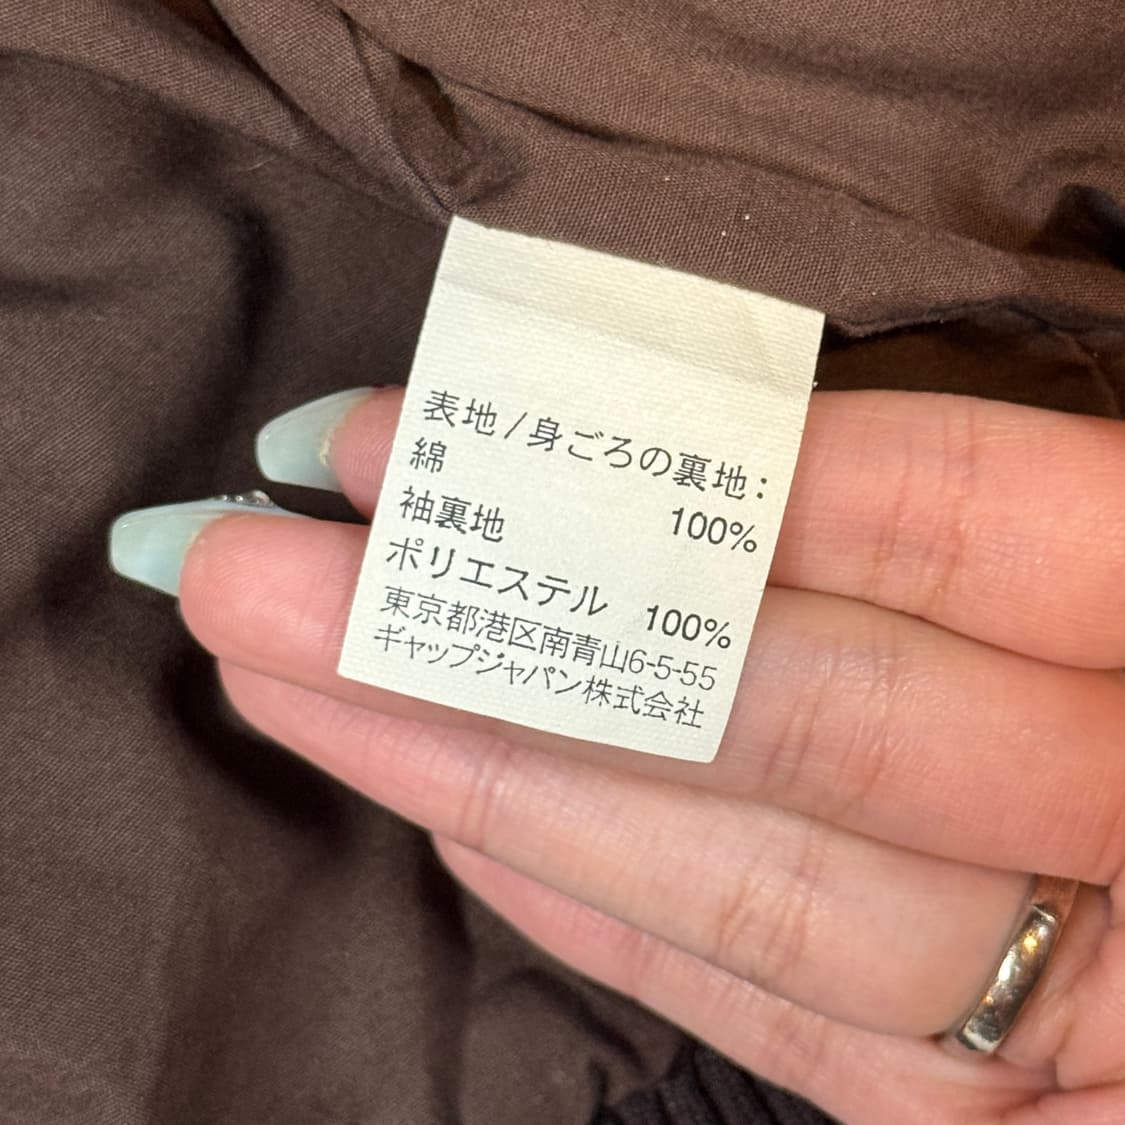 表地/身ごろの裏地:
綿 100%
袖裏地
ポリエステル 100%
東京都港区南青山6-5-55
ギャップジャパン株式会社